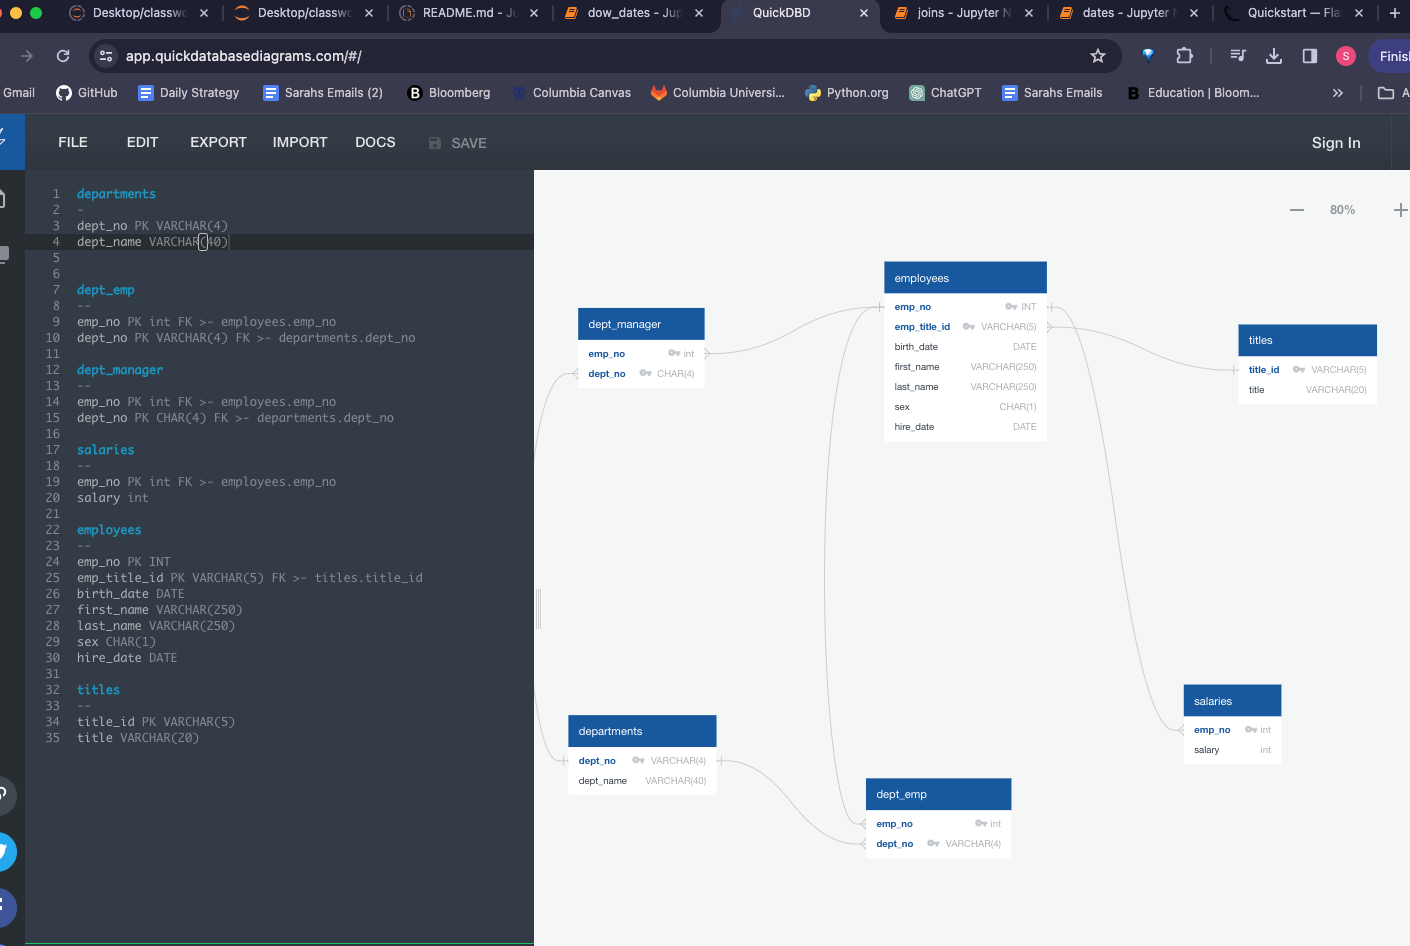 Desktop/classwo
Desktop/classwo
README.md - Ju
dow_dates - Jup
QuickDBD
joins - Jupyter N
dates - Jupyter N
Quickstart — Fla
app.quickdatabasediagrams.com/#/
S
Finish
Gmail
GitHub
Daily Strategy
Sarahs Emails (2)
Bloomberg
Columbia Canvas
Columbia Universi...
Python.org
ChatGPT
Sarahs Emails
Education | Bloom...
FILE
EDIT
EXPORT
IMPORT
DOCS
SAVE
Sign In
1 departments
2 -
3 dept_no PK VARCHAR(4)
4 dept_name VARCHAR(40)
5
6
7 dept_emp
8 --
9 emp_no PK int FK >- employees.emp_no
10 dept_no PK VARCHAR(4) FK >- departments.dept_no
11
12 dept_manager
13 --
14 emp_no PK int FK >- employees.emp_no
15 dept_no PK CHAR(4) FK >- departments.dept_no
16
17 salaries
18 --
19 emp_no PK int FK >- employees.emp_no
20 salary int
21
22 employees
23 --
24 emp_no PK INT
25 emp_title_id PK VARCHAR(5) FK >- titles.title_id
26 birth_date DATE
27 first_name VARCHAR(250)
28 last_name VARCHAR(250)
29 sex CHAR(1)
30 hire_date DATE
31
32 titles
33 --
34 title_id PK VARCHAR(5)
35 title VARCHAR(20)
80%
employees
emp_no INT
emp_title_id VARCHAR(5)
birth_date DATE
first_name VARCHAR(250)
last_name VARCHAR(250)
sex CHAR(1)
hire_date DATE
dept_manager
emp_no int
dept_no CHAR(4)
titles
title_id VARCHAR(5)
title VARCHAR(20)
salaries
emp_no int
salary int
departments
dept_no VARCHAR(4)
dept_name VARCHAR(40)
dept_emp
emp_no int
dept_no VARCHAR(4)